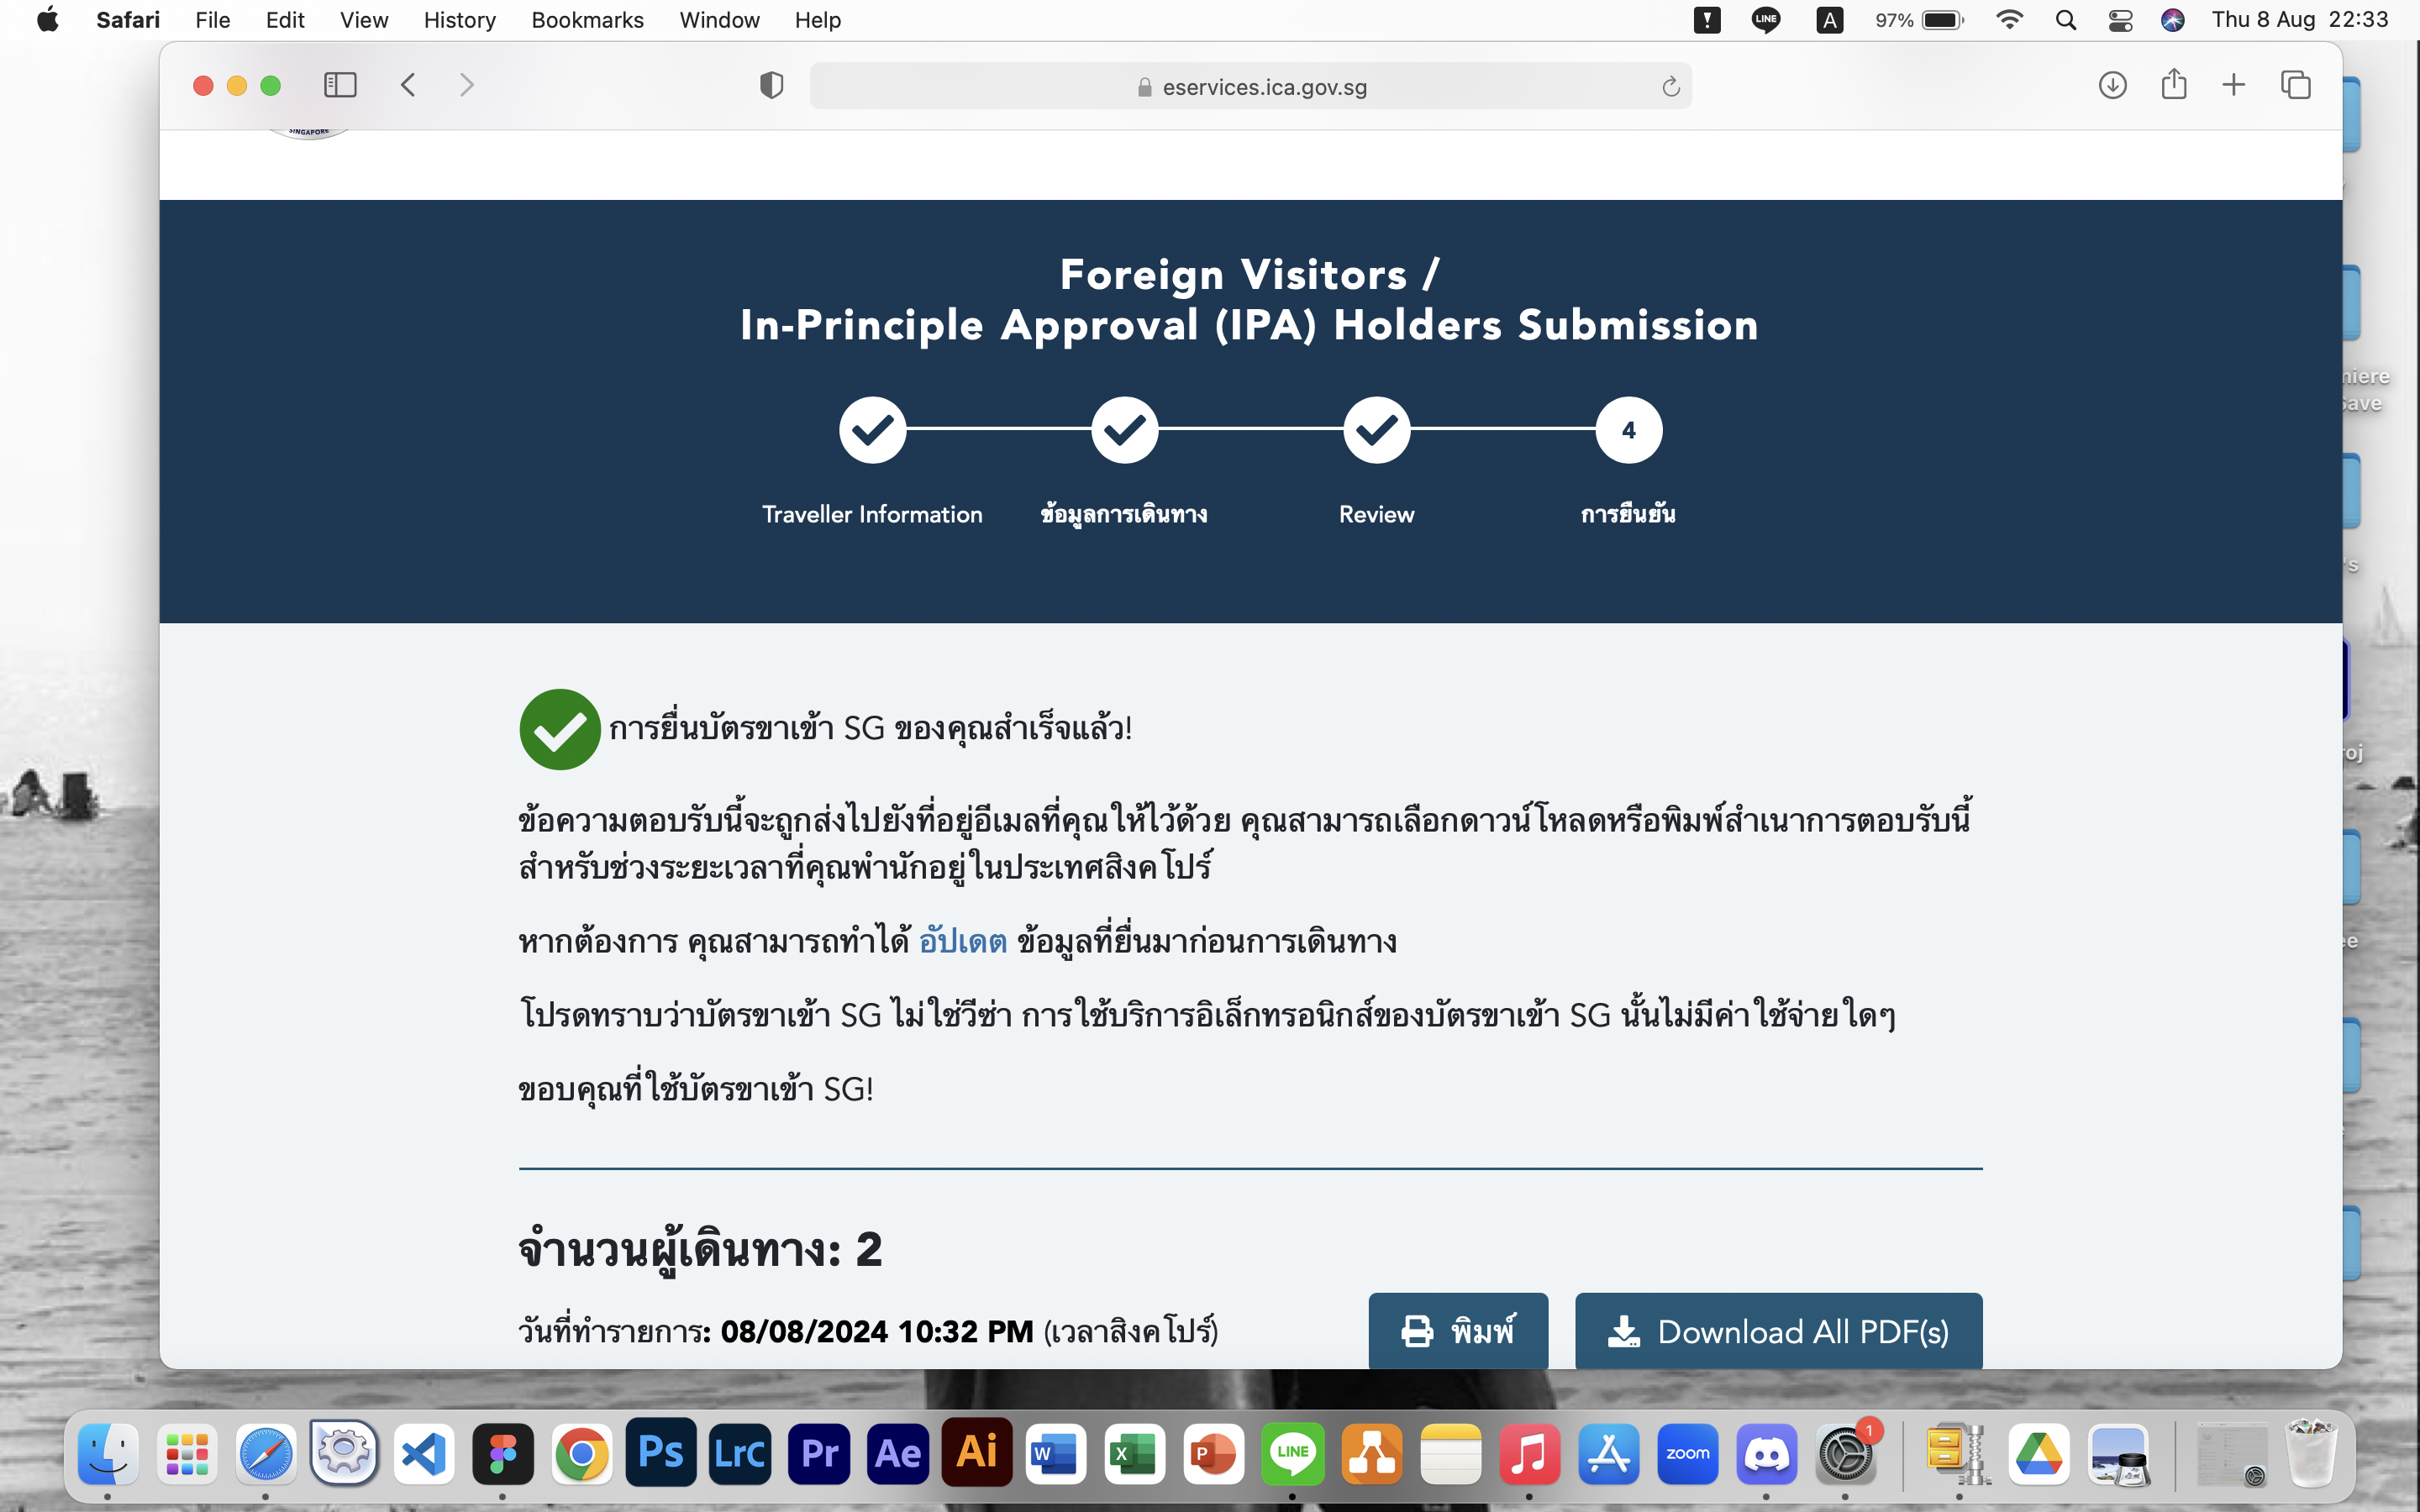 Safari File Edit View History Bookmarks Window Help
LINE A 97% Thu 8 Aug 22:33
eservices.ica.gov.sg
SINGAPORE
Foreign Visitors /
In-Principle Approval (IPA) Holders Submission
4
Traveller Information ข้อมูลการเดินทาง Review การยืนยัน
การยื่นบัตรขาเข้า SG ของคุณสำเร็จแล้ว!
ข้อความตอบรับนี้จะถูกส่งไปยังที่อยู่อีเมลที่คุณให้ไว้ด้วย คุณสามารถเลือกดาวน์โหลดหรือพิมพ์สำเนาการตอบรับนี้
สำหรับช่วงระยะเวลาที่คุณพำนักอยู่ในประเทศสิงคโปร์
หากต้องการ คุณสามารถทำได้ อัปเดต ข้อมูลที่ยื่นมาก่อนการเดินทาง
โปรดทราบว่าบัตรขาเข้า SG ไม่ใช่วีซ่า การใช้บริการอิเล็กทรอนิกส์ของบัตรขาเข้า SG นั้นไม่มีค่าใช้จ่ายใดๆ
ขอบคุณที่ใช้บัตรขาเข้า SG!
จำนวนผู้เดินทาง: 2
วันที่ทำรายการ: 08/08/2024 10:32 PM (เวลาสิงคโปร์)
พิมพ์
Download All PDF(s)
Ps Lrc Pr Ae Ai W X P LINE zoom 1